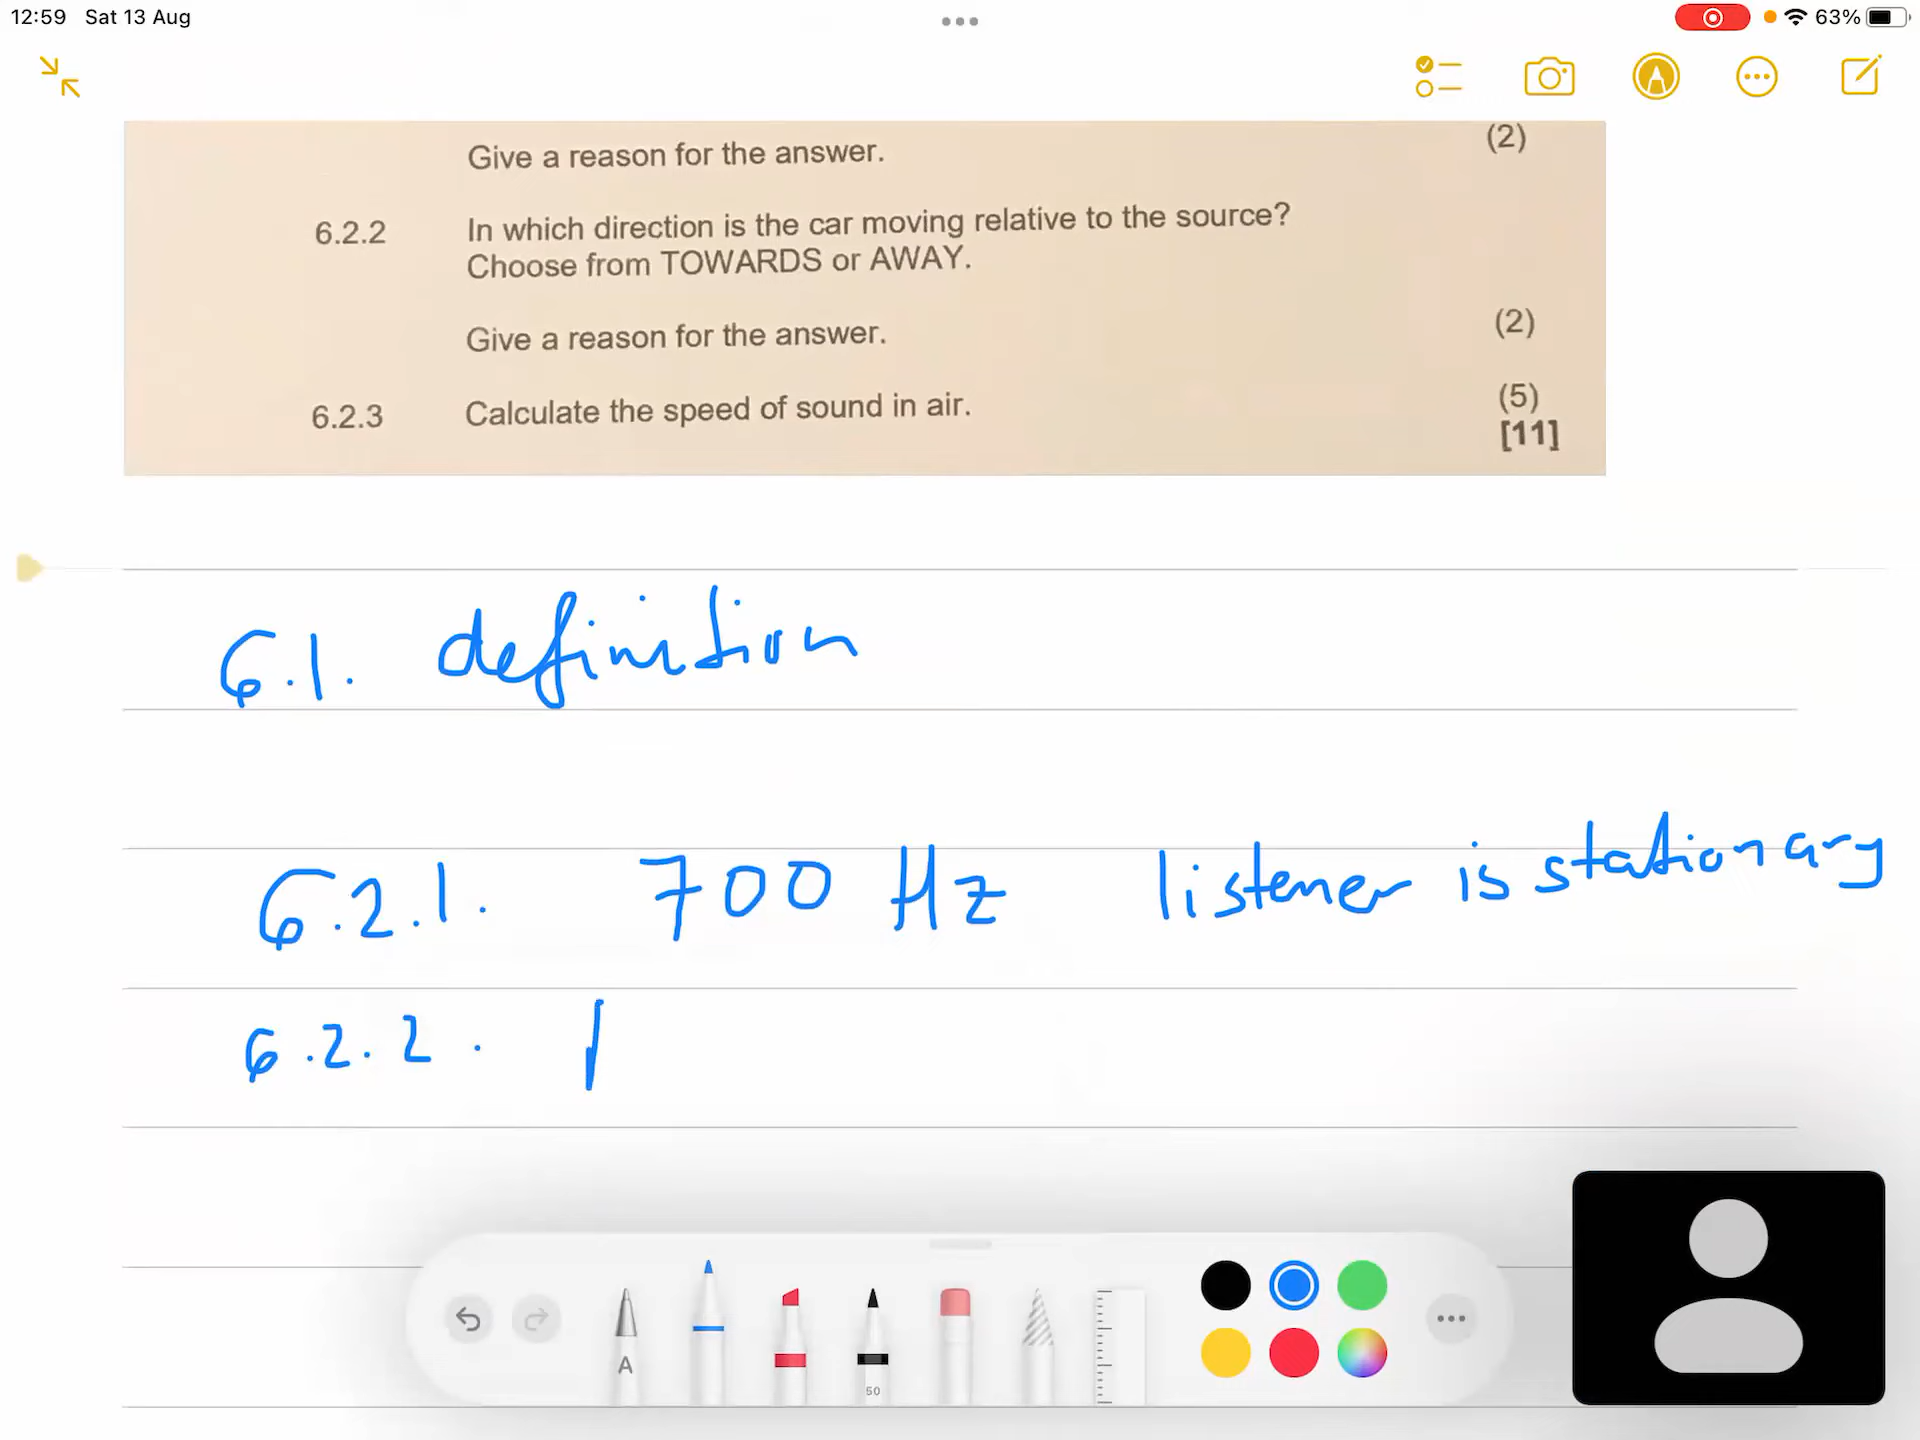 12:59 Sat 13 Aug
63%
Give a reason for the answer. (2)
6.2.2 In which direction is the car moving relative to the source?
Choose from TOWARDS or AWAY.
Give a reason for the answer. (2)
6.2.3 Calculate the speed of sound in air. (5)
[11]
6.1. definition
6.2.1. 700 Hz listener is stationary
6.2.2.
A
50